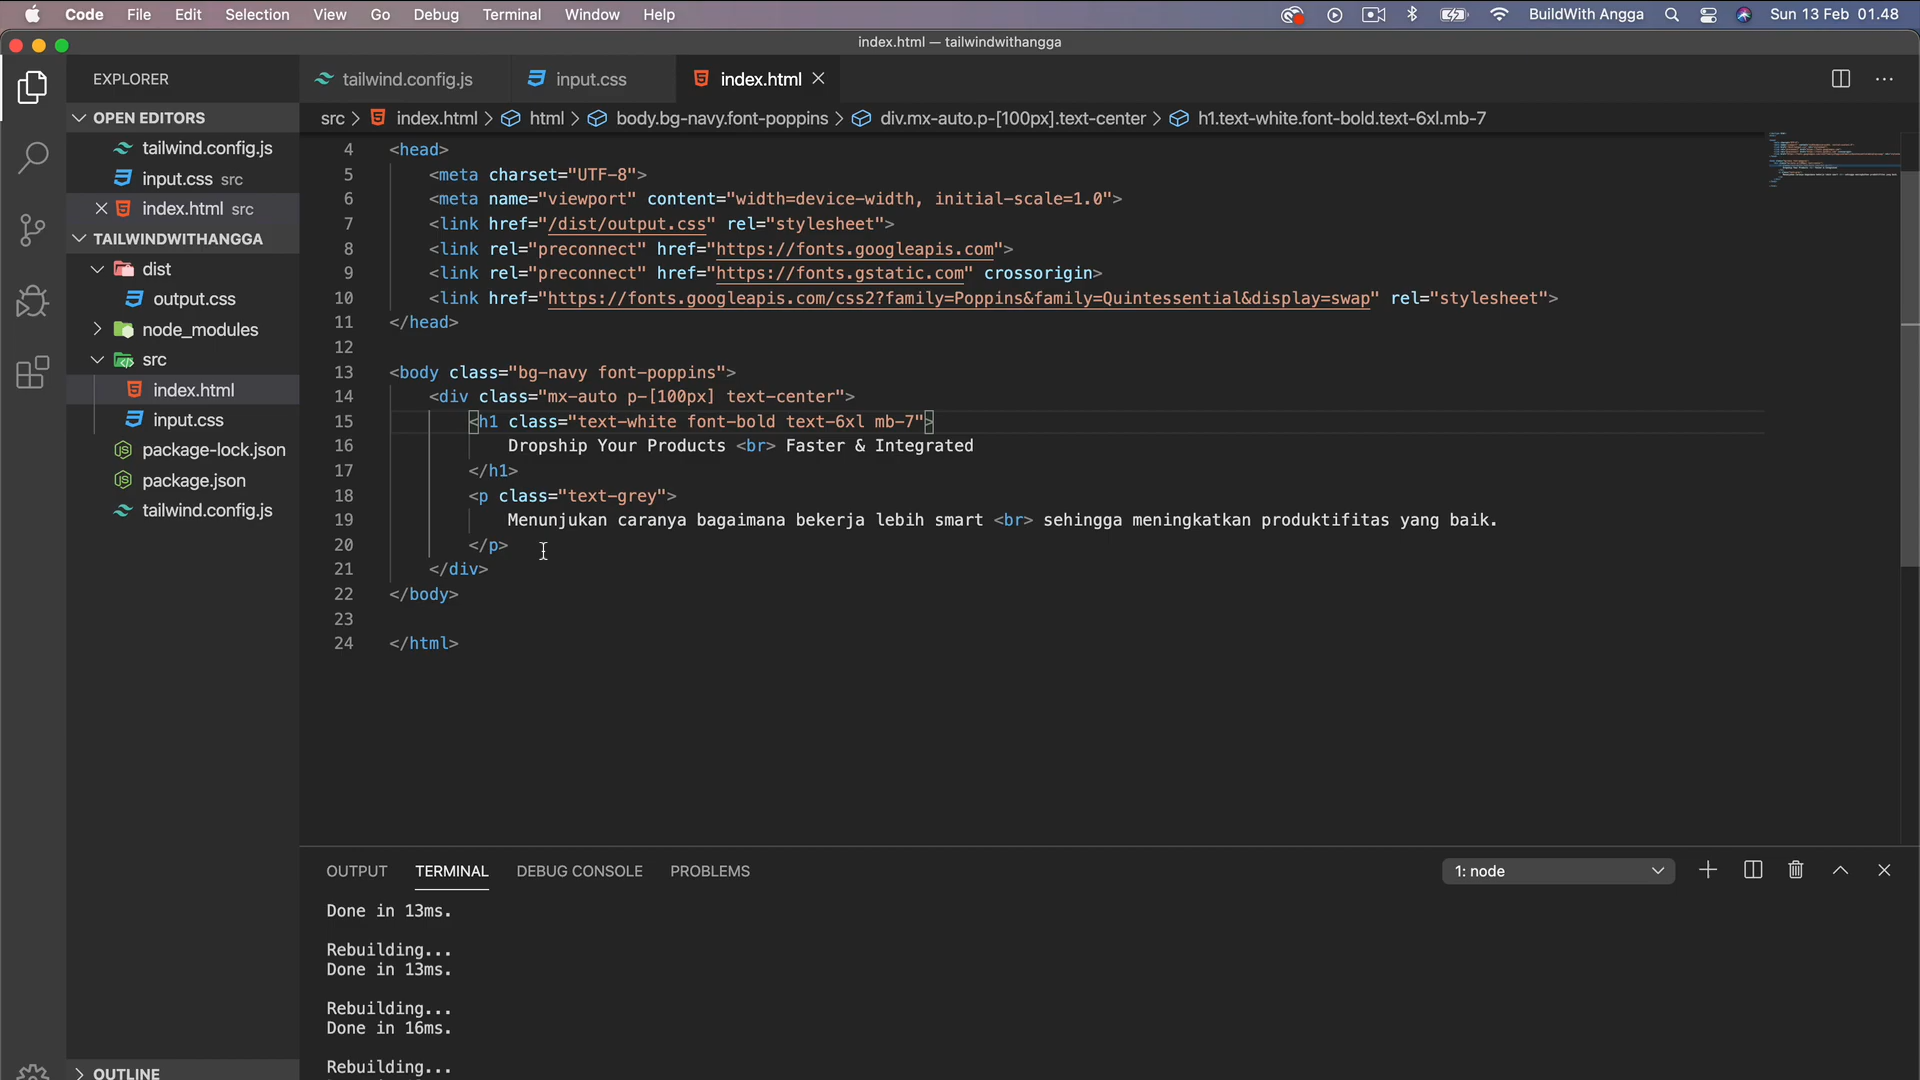 Code File Edit Selection View Go Debug Terminal Window Help BuildWith Angga Sun 13 Feb 01.48
index.html — tailwindwithangga
EXPLORER
OPEN EDITORS
tailwind.config.js
input.css src
index.html src
TAILWINDWITHANGGA
dist
output.css
node_modules
src
index.html
input.css
package-lock.json
package.json
tailwind.config.js
OUTLINE
tailwind.config.js input.css index.html
src > index.html > html > body.bg-navy.font-poppins > div.mx-auto.p-[100px].text-center > h1.text-white.font-bold.text-6xl.mb-7
4 <head>
5 <meta charset="UTF-8">
6 <meta name="viewport" content="width=device-width, initial-scale=1.0">
7 <link href="/dist/output.css" rel="stylesheet">
8 <link rel="preconnect" href="https://fonts.googleapis.com">
9 <link rel="preconnect" href="https://fonts.gstatic.com" crossorigin>
10 <link href="https://fonts.googleapis.com/css2?family=Poppins&family=Quintessential&display=swap" rel="stylesheet">
11 </head>
12
13 <body class="bg-navy font-poppins">
14 <div class="mx-auto p-[100px] text-center">
15 <h1 class="text-white font-bold text-6xl mb-7">
16 Dropship Your Products <br> Faster & Integrated
17 </h1>
18 <p class="text-grey">
19 Menunjukan caranya bagaimana bekerja lebih smart <br> sehingga meningkatkan produktifitas yang baik.
20 </p>
21 </div>
22 </body>
23
24 </html>
OUTPUT TERMINAL DEBUG CONSOLE PROBLEMS 1: node
Done in 13ms.
Rebuilding...
Done in 13ms.
Rebuilding...
Done in 16ms.
Rebuilding...